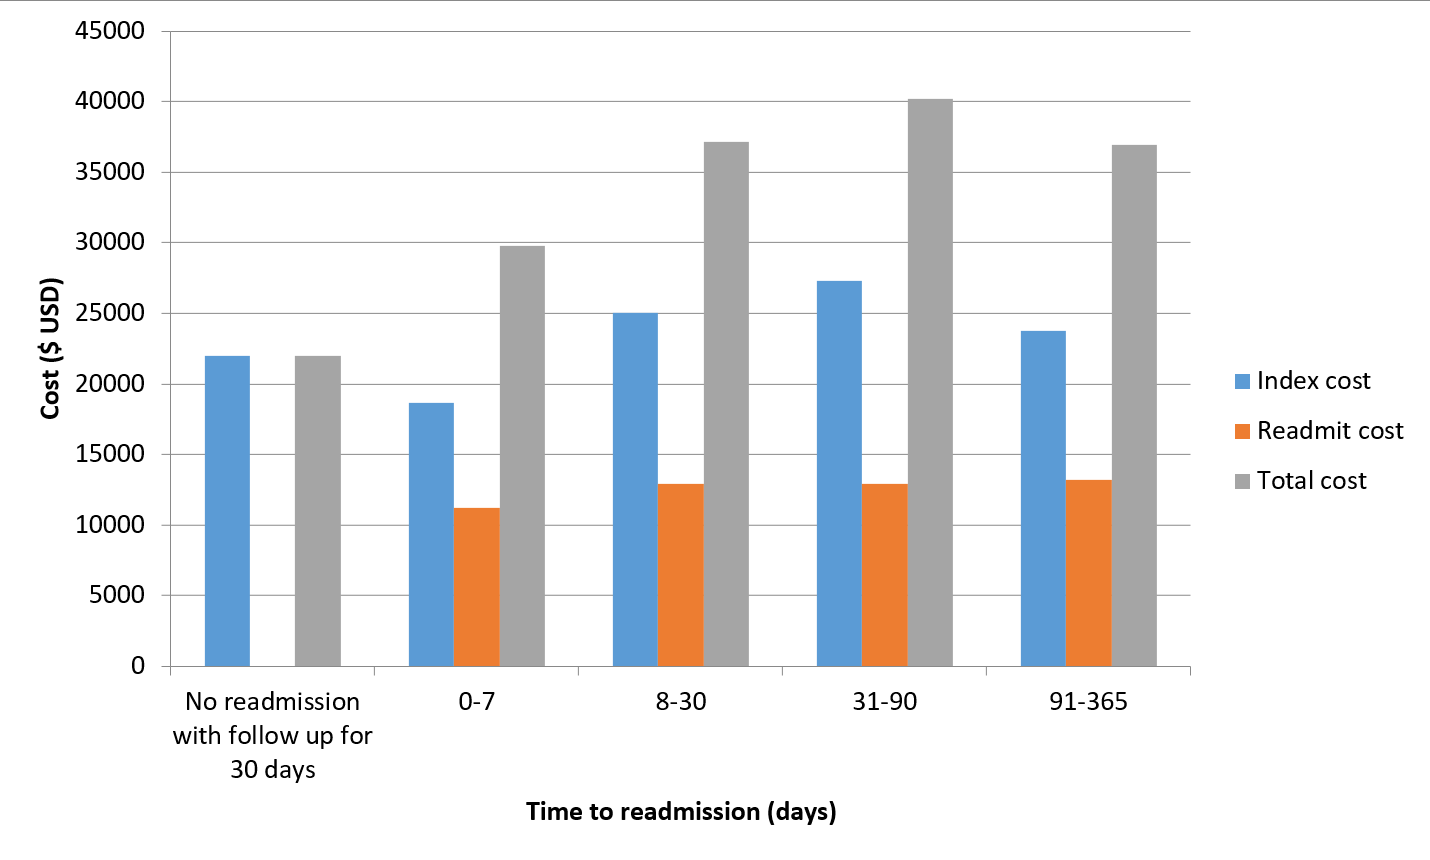 45000
40000
35000
30000
25000
20000
15000
10000
5000
0
Cost ($ USD)
No readmission
with follow up for
30 days
0-7
8-30
31-90
91-365
Time to readmission (days)
Index cost
Readmit cost
Total cost